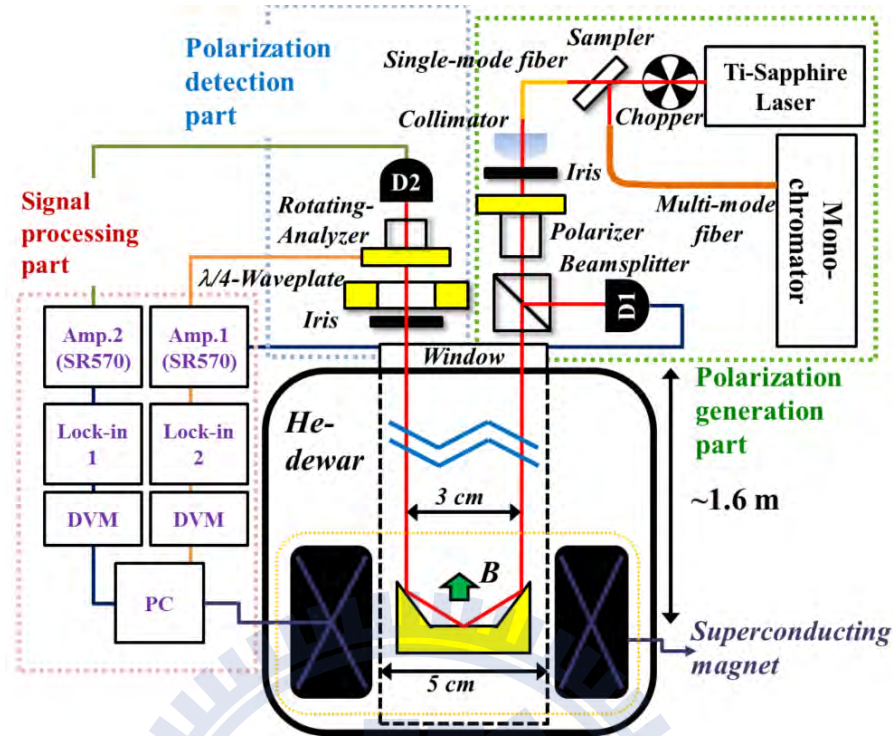 Polarization
detection
part
Single-mode fiber
Sampler
Ti-Sapphire
Laser
Chopper
Collimator
D2
Iris
Multi-mode
fiber
Mono-
chromator
Signal
processing
part
Rotating-
Analyzer
Polarizer
λ/4-Waveplate
Beamsplitter
D1
Iris
Amp.2
(SR570)
Amp.1
(SR570)
Window
Polarization
generation
part
Lock-in
1
Lock-in
2
He-
dewar
~1.6 m
3 cm
DVM
DVM
B
PC
Superconducting
magnet
5 cm